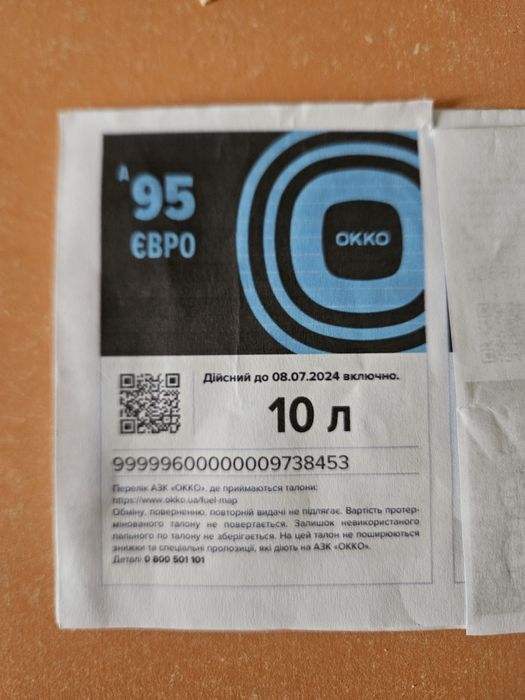 А 95
ЄВРО
OKKO
Дійсний до 08.07.2024 включно.
10 л
99999600000009738453
Перелік АЗК «ОККО», де приймаються талони:
https://www.okko.ua/fuel-map
Обміну, поверненню, повторній видачі не підлягає. Вартість протер-
мінованого талону не повертається. Залишок невикористаного
пального по талону не зберігається. На цей талон не поширюються
знижки та спеціальні пропозиції, які діють на АЗК «ОККО».
Деталі 0 800 501 101